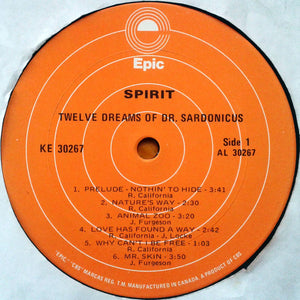 Epic
SPIRIT
TWELVE DREAMS OF DR. SARDONICUS
KE 30267
Side 1
AL 30267
1. PRELUDE - NOTHIN' TO HIDE - 3:41
R. California
2. NATURE'S WAY - 2:30
R. California
3. ANIMAL ZOO - 3:20
J. Furgeson
4. LOVE HAS FOUND A WAY - 2:42
R. California - J. Locke
5. WHY CAN'T I BE FREE - 1:03
R. California
6. MR. SKIN - 3:50
J. Furgeson
EPIC, "CBS" MARCAS REG. T.M. MANUFACTURED IN CANADA. A PRODUCT OF CBS